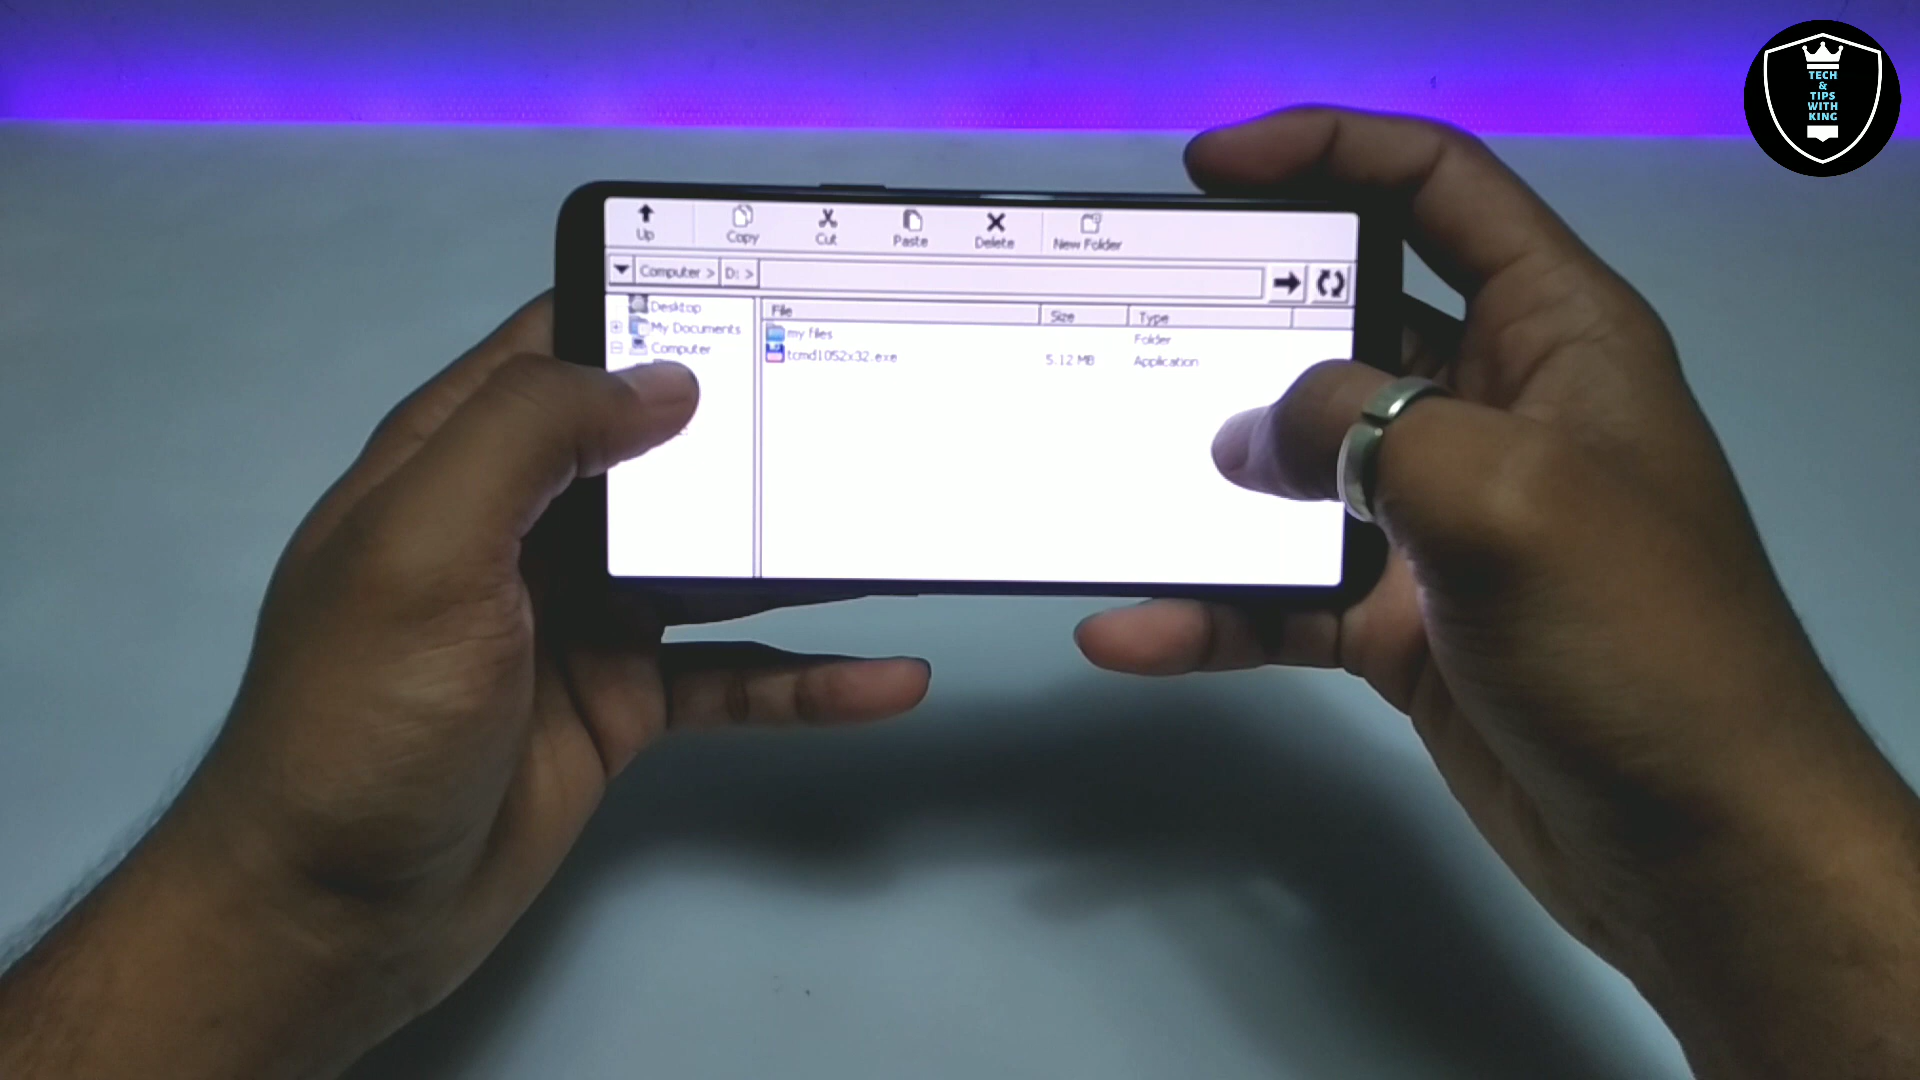 TECH
&
TIPS
WITH
KING
Up
Copy
Cut
Paste
Delete
New Folder
Computer >
D: >
Desktop
My Documents
Computer
File
Size
Type
my files
Folder
tcmd1052x32.exe
5.12 MB
Application